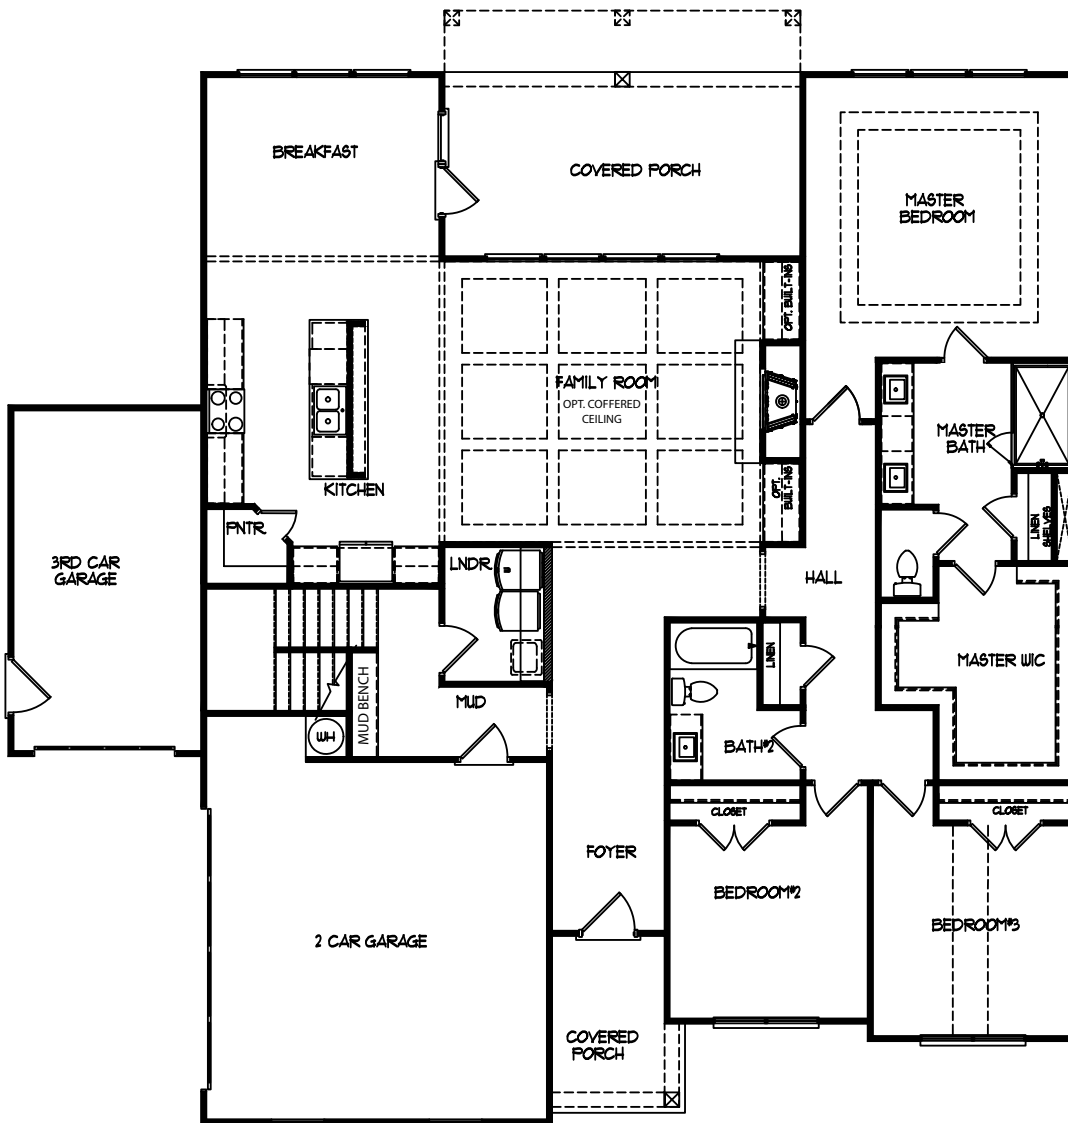 BREAKFAST
COVERED PORCH
MASTER
BEDROOM
OPT. BUILT-INS
FAMILY ROOM
OPT. COFFERED
CEILING
MASTER
BATH
OPT.
BUILT-INS
KITCHEN
PNTR
LINEN
SHELVES
3RD CAR
GARAGE
LNDR.
HALL
LINEN
MASTER WIC
MUD BENCH
MUD
WH
BATH#2
CLOSET
CLOSET
FOYER
BEDROOM#2
BEDROOM#3
2 CAR GARAGE
COVERED
PORCH